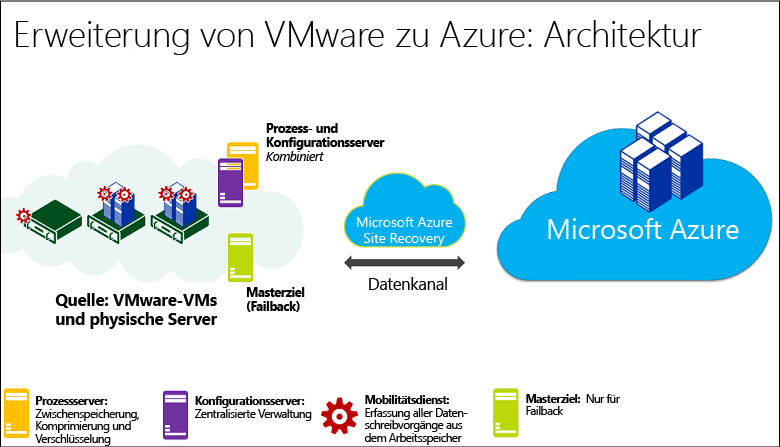 Erweiterung von VMware zu Azure: Architektur
Prozess- und
Konfigurationsserver
Kombiniert
Microsoft Azure
Site Recovery
Microsoft Azure
Datenkanal
Masterziel
(Failback)
Quelle: VMware-VMs
und physische Server
Prozessserver:
Zwischenspeicherung,
Komprimierung und
Verschlüsselung
Konfigurationsserver:
Zentralisierte Verwaltung
Mobilitätsdienst:
Erfassung aller Daten-
schreibvorgänge aus
dem Arbeitsspeicher
Masterziel: Nur für
Failback